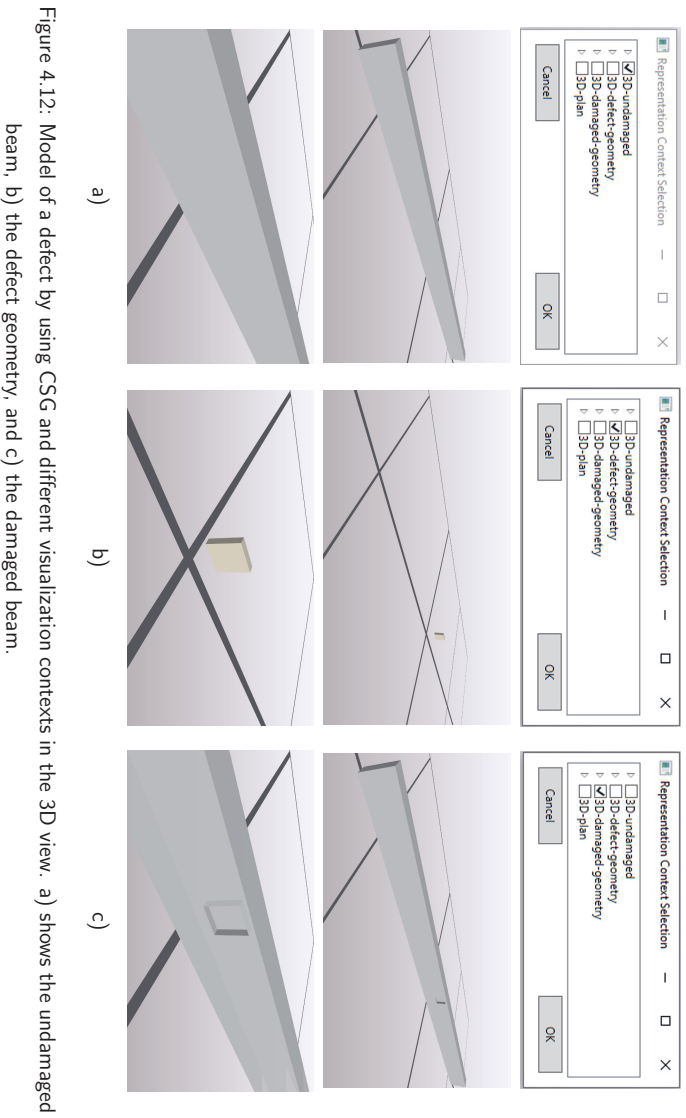 Representation Context Selection
3D-undamaged
3D-defect-geometry
3D-damaged-geometry
3D-plan
Cancel
OK
Representation Context Selection
3D-undamaged
3D-defect-geometry
3D-damaged-geometry
3D-plan
Cancel
OK
Representation Context Selection
3D-undamaged
3D-defect-geometry
3D-damaged-geometry
3D-plan
Cancel
OK
a)
b)
c)
Figure 4.12: Model of a defect by using CSG and different visualization contexts in the 3D view. a) shows the undamaged
beam, b) the defect geometry, and c) the damaged beam.